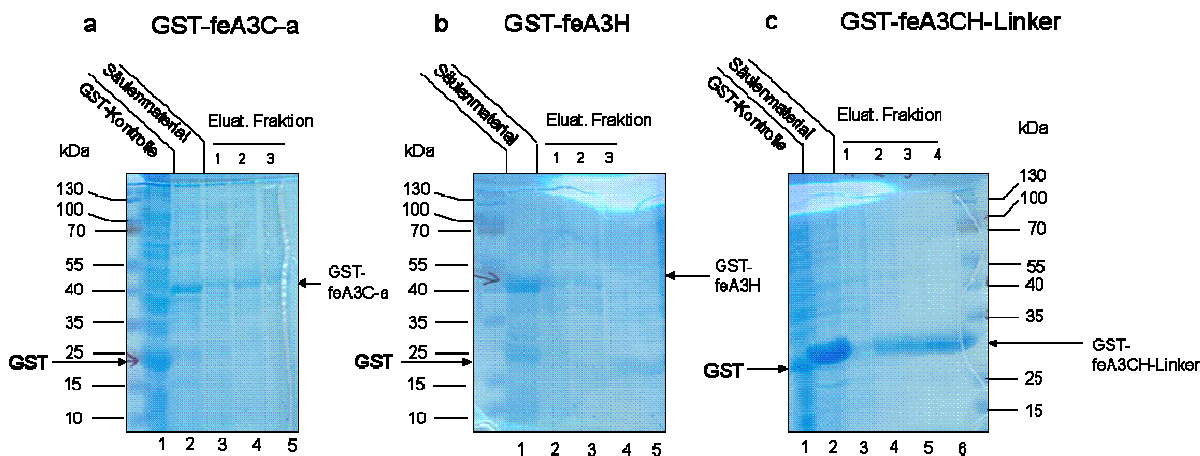 a GST-feA3C-a
Säulenmaterial
GST-Kontrolle
Eluat. Fraktion
kDa
1 2 3
130
100
70
55
40
35
25
15
10
GST
GST-
feA3C-a
1 2 3 4 5
b GST-feA3H
Säulenmaterial
Eluat. Fraktion
kDa
1 2 3
130
100
70
55
40
35
25
15
10
GST
GST-
feA3H
1 2 3 4 5
c GST-feA3CH-Linker
Säulenmaterial
GST-Kontrolle
Eluat. Fraktion
kDa
1 2 3 4
130
100
70
55
40
35
25
15
GST
GST-
feA3CH-Linker
1 2 3 4 5 6